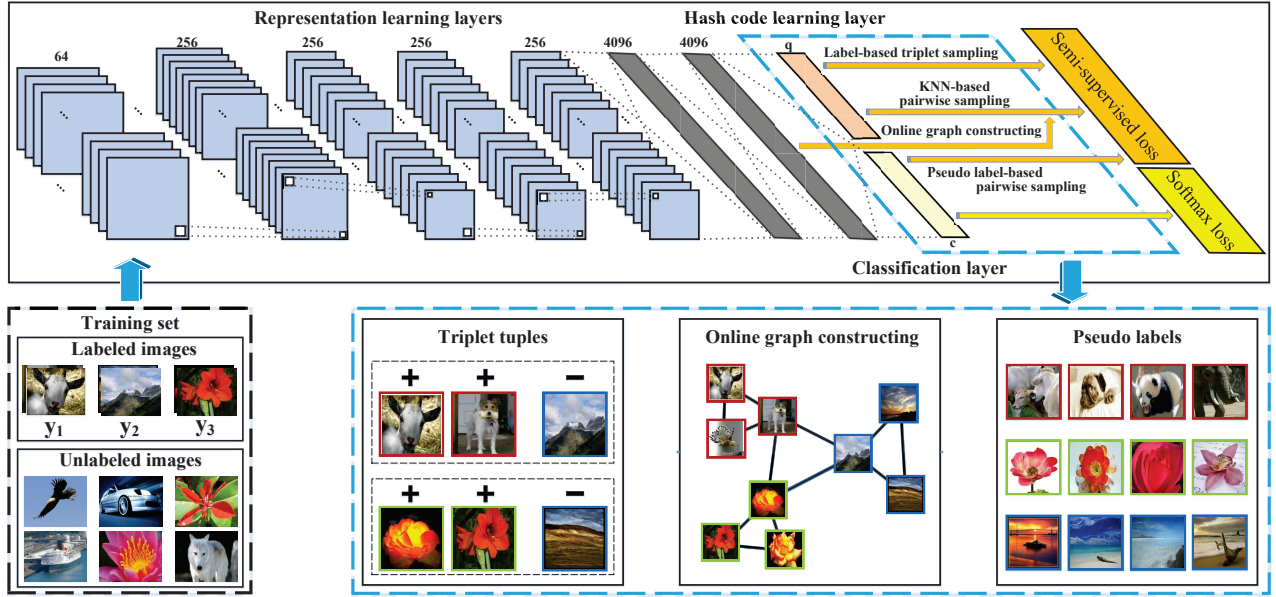 Representation learning layers
Hash code learning layer
64
256
256
256
256
4096
4096
q
Label-based triplet sampling
KNN-based
pairwise sampling
Online graph constructing
Pseudo label-based
pairwise sampling
c
Classification layer
Semi-supervised loss
Softmax loss
Training set
Labeled images
y1
y2
y3
Unlabeled images
Triplet tuples
+ + −
+ + −
Online graph constructing
Pseudo labels